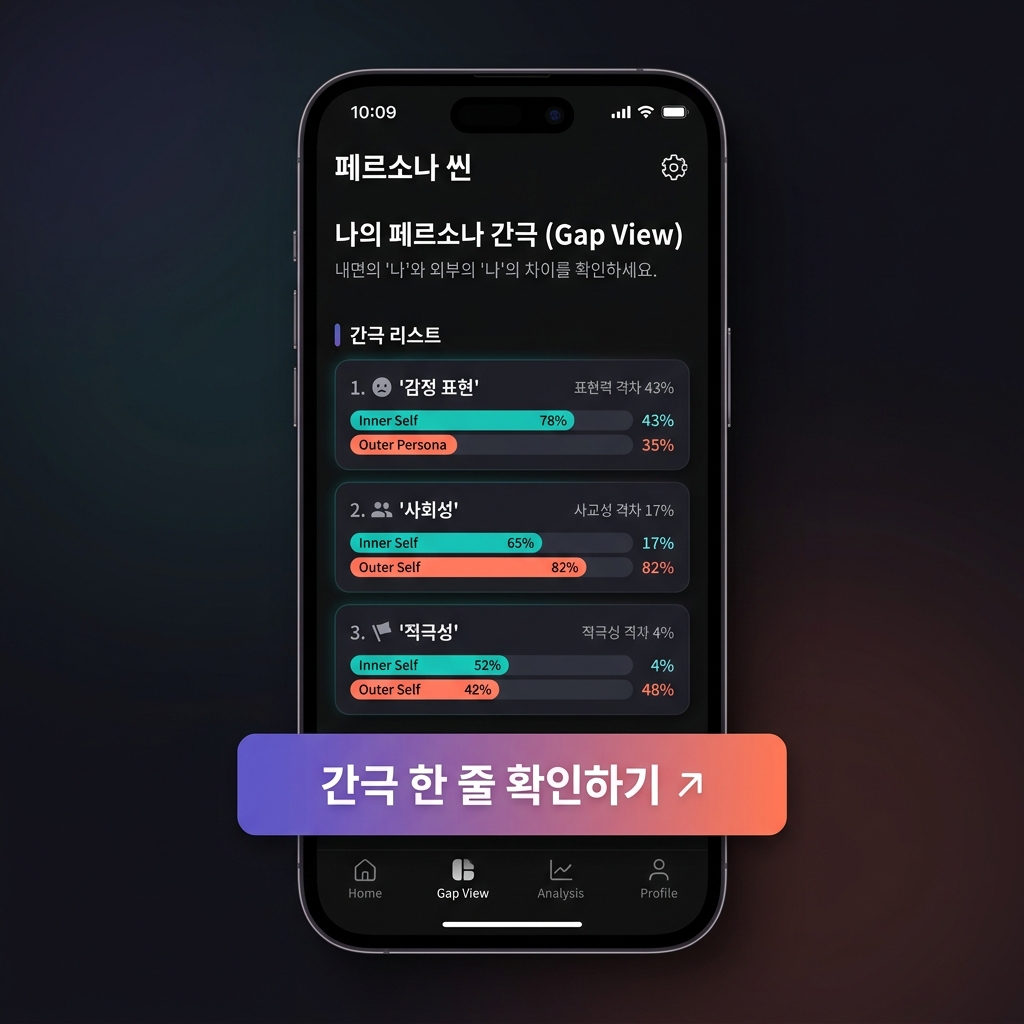 10:09
페르소나 씬
나의 페르소나 간극 (Gap View)
내면의 '나'와 외부의 '나'의 차이를 확인하세요.
간극 리스트
1. '감정 표현' 표현력 격차 43%
Inner Self 78% 43%
Outer Persona 35%
2. '사회성' 사교성 격차 17%
Inner Self 65% 17%
Outer Self 82% 82%
3. '적극성' 4%
Inner Self 52% 4%
Outer Self 42% 48%
간극 한 줄 확인하기 ↗
Home Gap View Analysis Profile